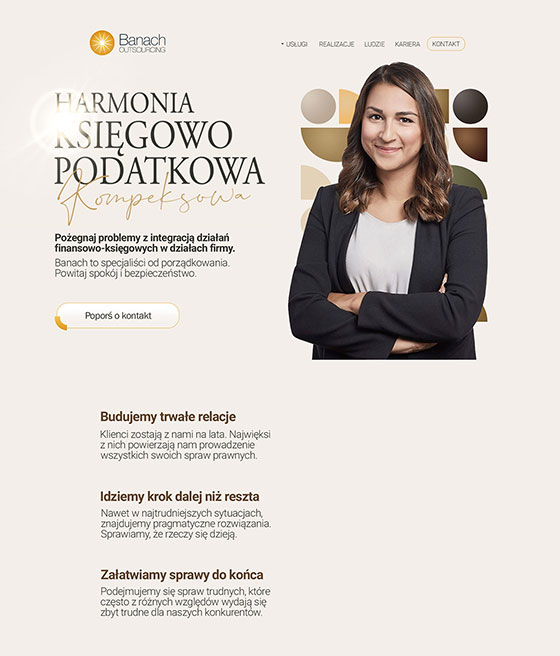 Banach
OUTSOURCING
USŁUGI REALIZACJE LUDZIE KARIERA KONTAKT
HARMONIA
KSIĘGOWO
PODATKOWA
Kompeksowa
Pożegnaj problemy z integracją działań
finansowo-księgowych w działach firmy.
Banach to specjaliści od porządkowania.
Powitaj spokój i bezpieczeństwo.
Poporś o kontakt
Budujemy trwałe relacje
Klienci zostają z nami na lata. Najwięksi
z nich powierzają nam prowadzenie
wszystkich swoich spraw prawnych.
Idziemy krok dalej niż reszta
Nawet w najtrudniejszych sytuacjach,
znajdujemy pragmatyczne rozwiązania.
Sprawiamy, że rzeczy się dzieją.
Załatwiamy sprawy do końca
Podejmujemy się spraw trudnych, które
często z różnych względów wydają się
zbyt trudne dla naszych konkurentów.